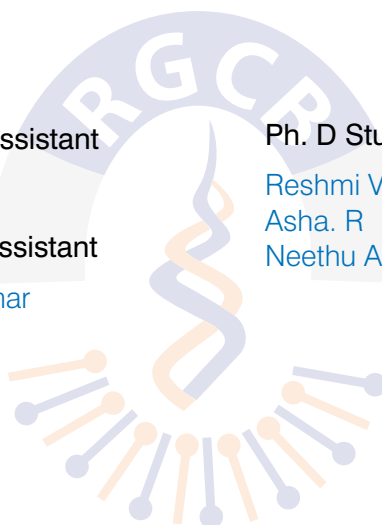 RGCB
ssistant
ssistant
nar
Ph. D Stu
Reshmi V
Asha. R
Neethu A